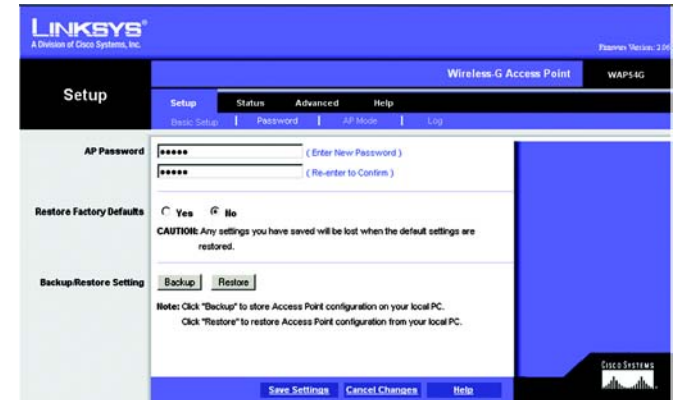 LINKSYS®
A Division of Cisco Systems, Inc.
Firmware Version: 2.06
Wireless-G Access Point WAP54G
Setup
Setup Status Advanced Help
Basic Setup | Password | AP Mode | Log
AP Password
( Enter New Password )
( Re-enter to Confirm )
Restore Factory Defaults
Yes No
CAUTION: Any settings you have saved will be lost when the default settings are
restored.
Backup/Restore Setting
Backup Restore
Note: Click "Backup" to store Access Point configuration on your local PC.
Click "Restore" to restore Access Point configuration from your local PC.
Save Settings Cancel Changes Help
CISCO SYSTEMS